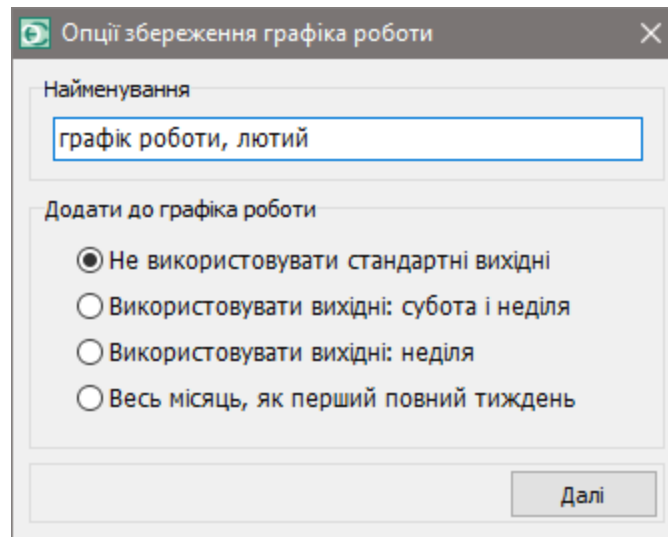 Опції збереження графіка роботи
Найменування
графік роботи, лютий
Додати до графіка роботи
Не використовувати стандартні вихідні
Використовувати вихідні: субота і неділя
Використовувати вихідні: неділя
Весь місяць, як перший повний тиждень
Далі